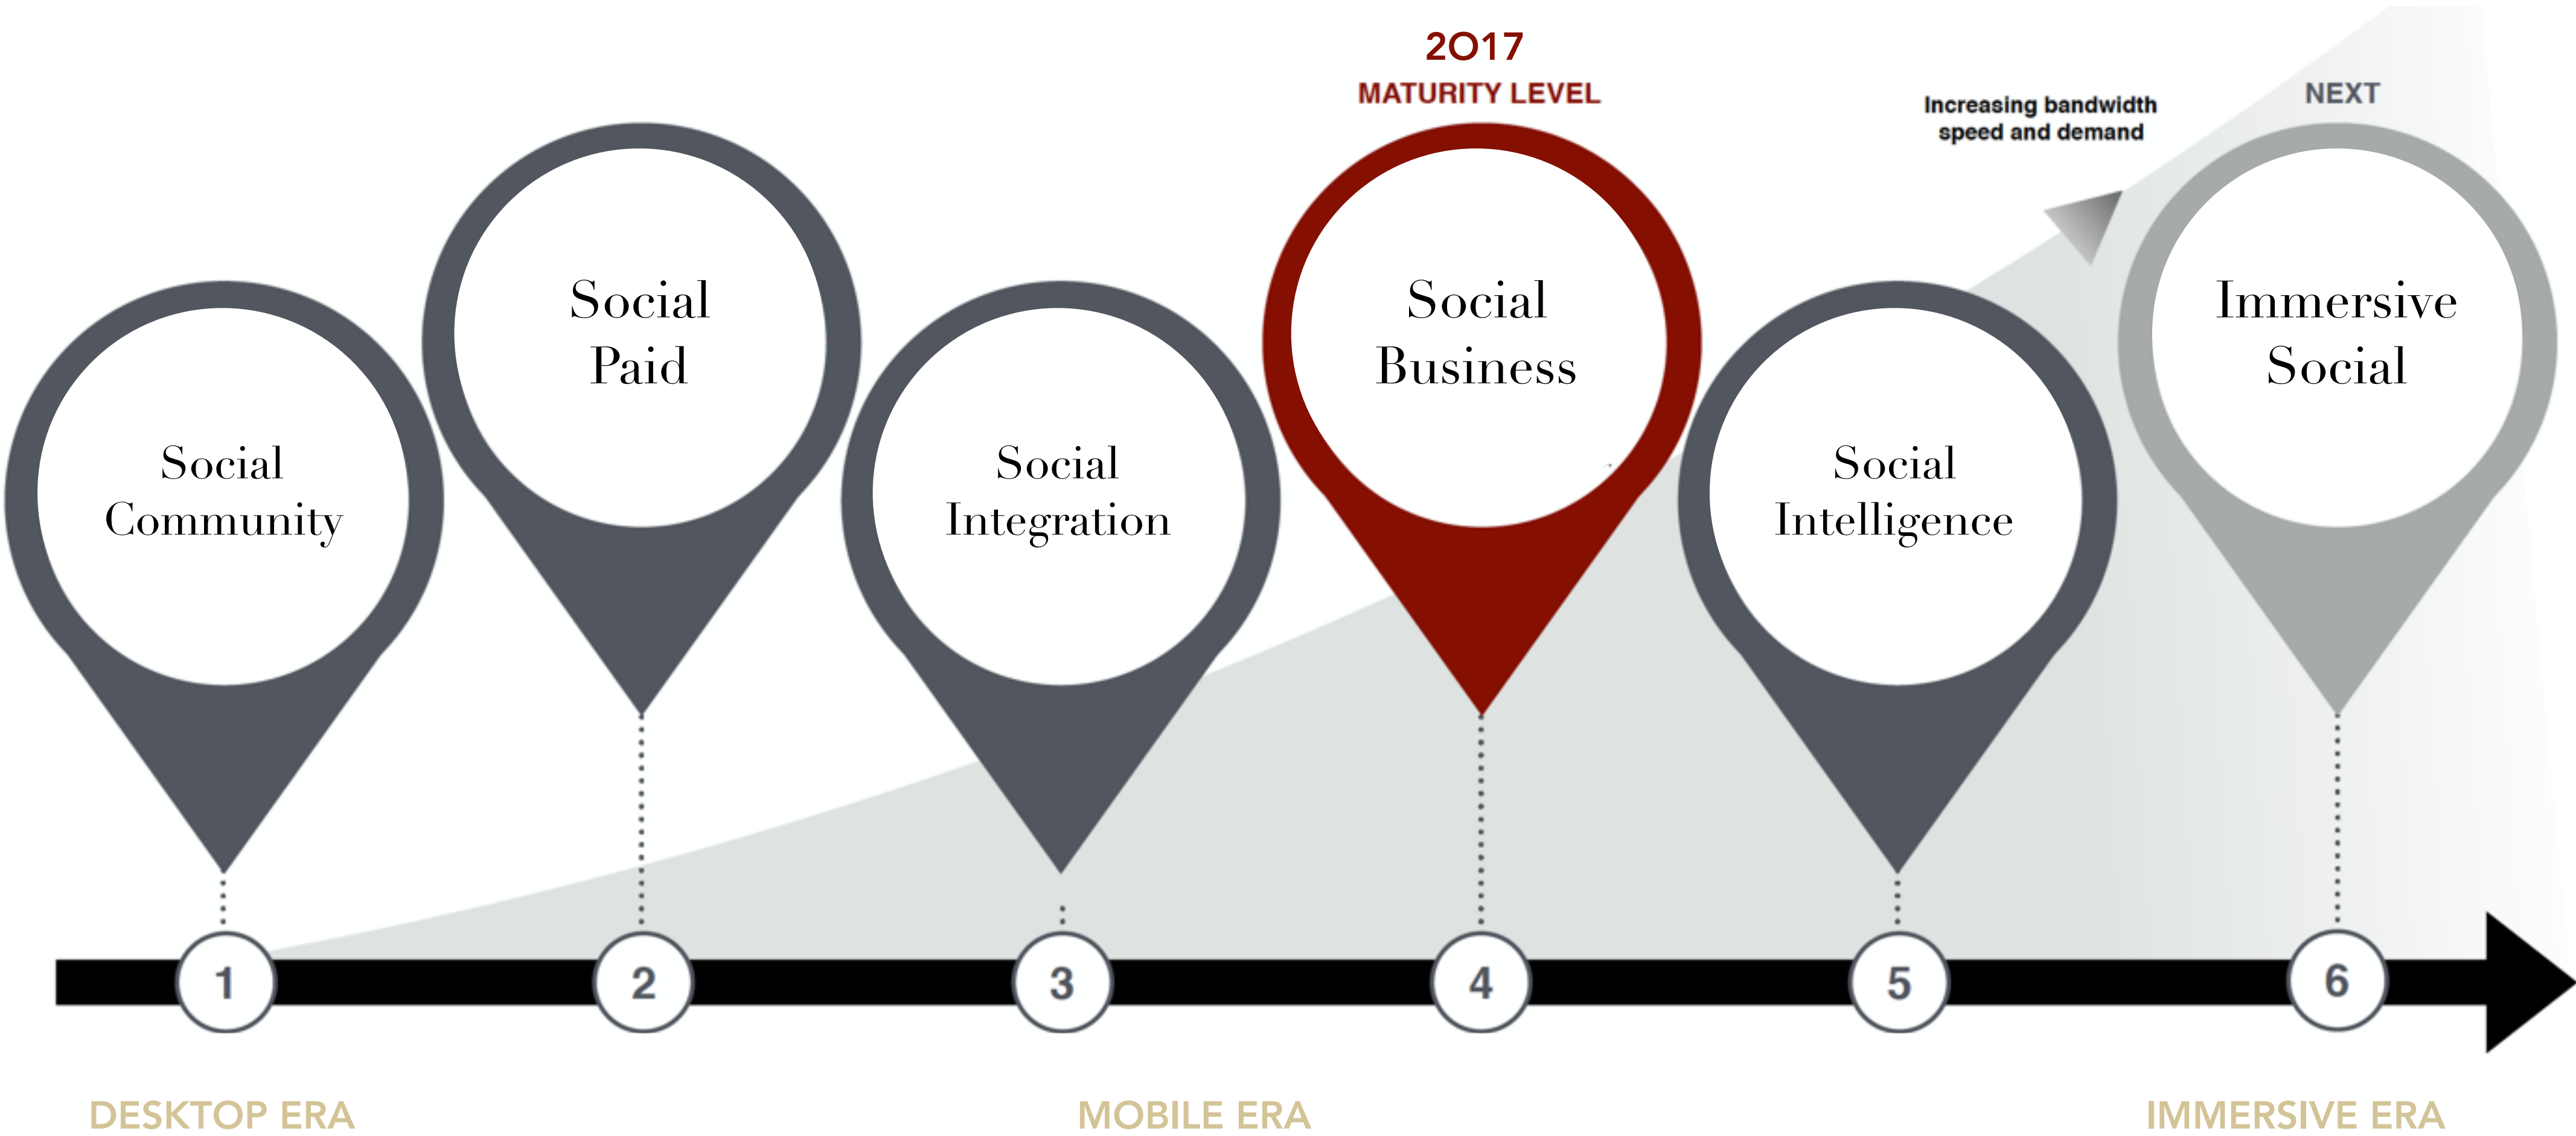 2017
MATURITY LEVEL
Increasing bandwidth
speed and demand
NEXT
Social
Community
Social
Paid
Social
Integration
Social
Business
Social
Intelligence
Immersive
Social
1
2
3
4
5
6
DESKTOP ERA
MOBILE ERA
IMMERSIVE ERA